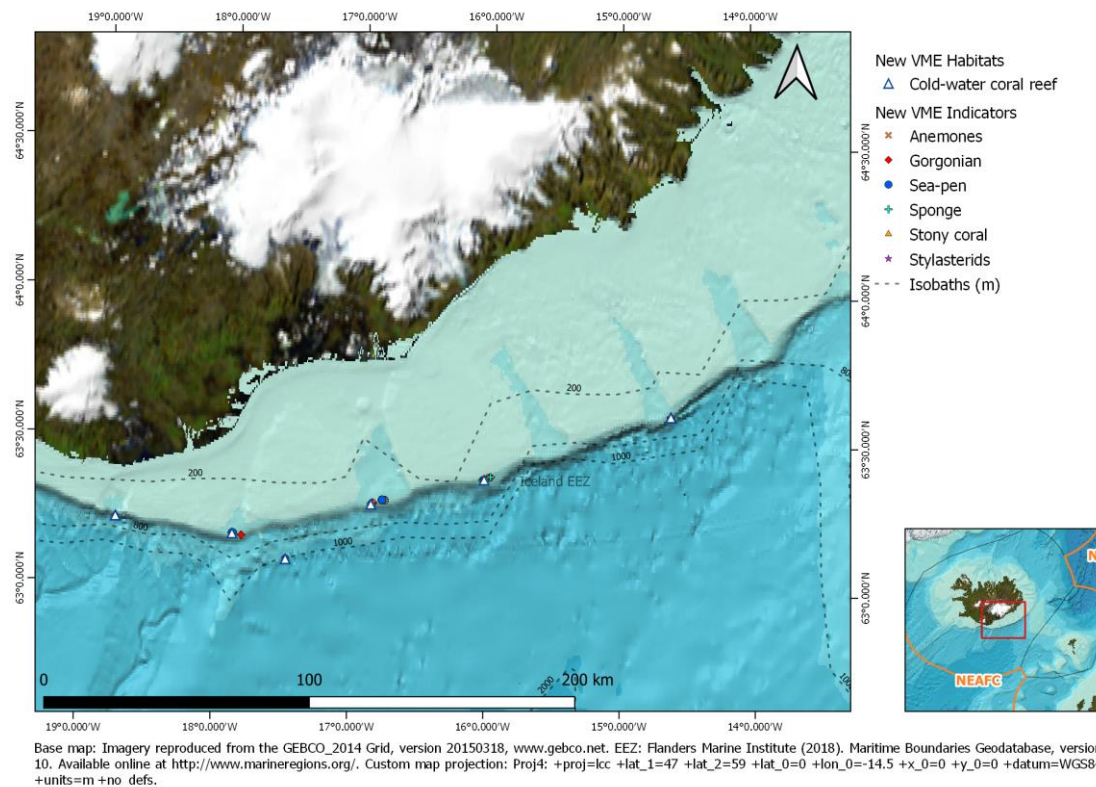 19°0.000'W 18°0.000'W 17°0.000'W 16°0.000'W 15°0.000'W 14°0.000'W
New VME Habitats
Cold-water coral reef
New VME Indicators
Anemones
Gorgonian
Sea-pen
Sponge
Stony coral
Stylasterids
Isobaths (m)
64°30.000'N
64°30.000'N
64°0.000'N
64°0.000'N
63°30.000'N
63°30.000'N
63°0.000'N
63°0.000'N
200
80
200
1000
Iceland EEZ
800
1000
2000
100
0 100 200 km
19°0.000'W 18°0.000'W 17°0.000'W 16°0.000'W 15°0.000'W 14°0.000'W
N
NEAFC
Base map: Imagery reproduced from the GEBCO_2014 Grid, version 20150318, www.gebco.net. EEZ: Flanders Marine Institute (2018). Maritime Boundaries Geodatabase, version
10. Available online at http://www.marineregions.org/. Custom map projection: Proj4: +proj=lcc +lat_1=47 +lat_2=59 +lat_0=0 +lon_0=-14.5 +x_0=0 +y_0=0 +datum=WGS8
+units=m +no_defs.